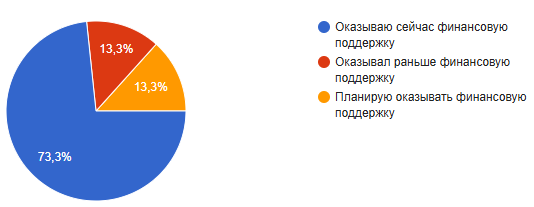 13,3%
13,3%
73,3%
Оказываю сейчас финансовую
поддержку
Оказывал раньше финансовую
поддержку
Планирую оказывать финансовую
поддержку